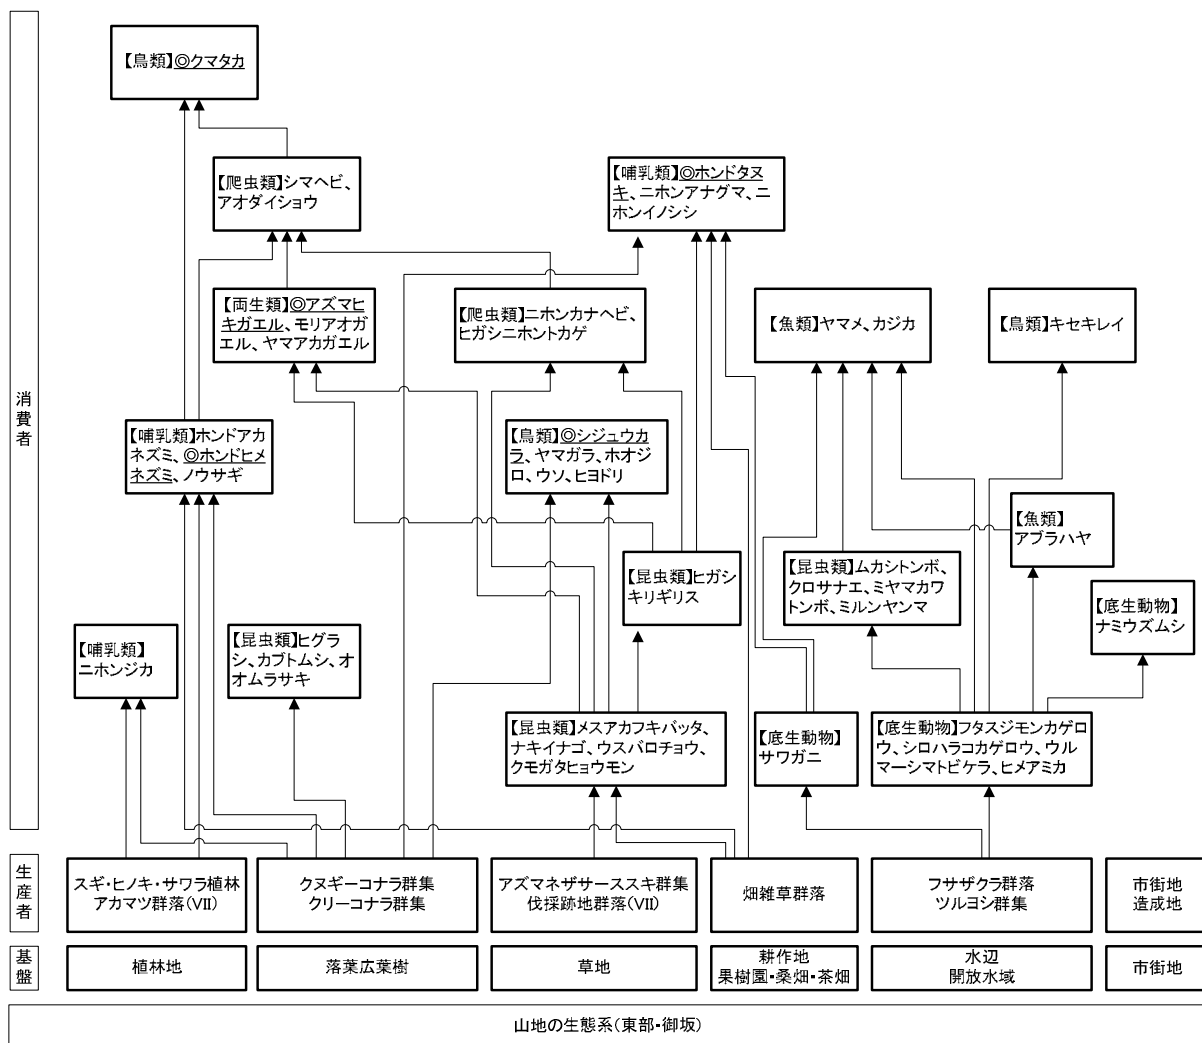 消費者
【鳥類】◎クマタカ
【爬虫類】シマヘビ、
アオダイショウ
【哺乳類】◎ホンドタヌ
キ、ニホンアナグマ、ニ
ホンイノシシ
【両生類】◎アズマヒ
キガエル、モリアオガ
エル、ヤマアカガエル
【爬虫類】ニホンカナヘビ、
ヒガシニホントカゲ
【魚類】ヤマメ、カジカ
【鳥類】キセキレイ
【哺乳類】ホンドアカ
ネズミ、◎ホンドヒメ
ネズミ、ノウサギ
【鳥類】◎シジュウカ
ラ、ヤマガラ、ホオジ
ロ、ウソ、ヒヨドリ
【魚類】
アブラハヤ
【昆虫類】ヒガシ
キリギリス
【昆虫類】ムカシトンボ、
クロサナエ、ミヤマカワ
トンボ、ミルンヤンマ
【底生動物】
ナミウズムシ
【哺乳類】
ニホンジカ
【昆虫類】ヒグラ
シ、カブトムシ、オ
オムラサキ
【昆虫類】メスアカフキバッタ、
ナキイナゴ、ウスバシロチョウ、
クモガタヒョウモン
【底生動物】
サワガニ
【底生動物】フタスジモンカゲロ
ウ、シロハラコカゲロウ、ウル
マーシマトビケラ、ヒメアミカ
生産者
スギ・ヒノキ・サワラ植林
アカマツ群落(Ⅶ)
クヌギーコナラ群集
クリーコナラ群集
アズマネザサーススキ群集
伐採跡地群落(Ⅶ)
畑雑草群落
フサザクラ群落
ツルヨシ群集
市街地
造成地
基盤
植林地
落葉広葉樹
草地
耕作地
果樹園・桑畑・茶畑
水辺
開放水域
市街地
山地の生態系(東部・御坂)